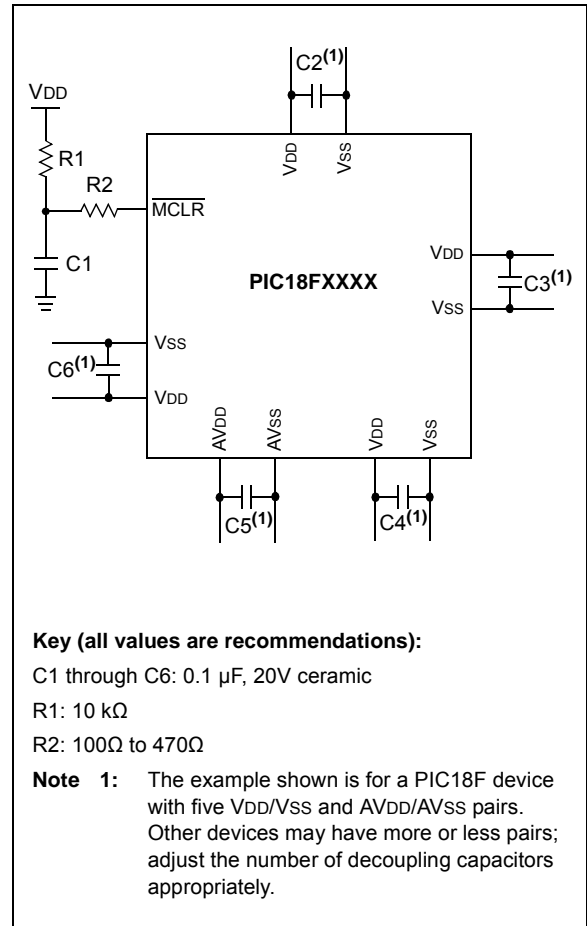 C2(1)
VDD
R1
R2
C1
VDD
VSS
MCLR
PIC18FXXXX
VDD
VSS
C3(1)
VSS
C6(1)
VDD
AVDD
AVSS
VDD
VSS
C5(1)
C4(1)
Key (all values are recommendations):
C1 through C6: 0.1 µF, 20V ceramic
R1: 10 kΩ
R2: 100Ω to 470Ω
Note 1: The example shown is for a PIC18F device
with five VDD/VSS and AVDD/AVSS pairs.
Other devices may have more or less pairs;
adjust the number of decoupling capacitors
appropriately.